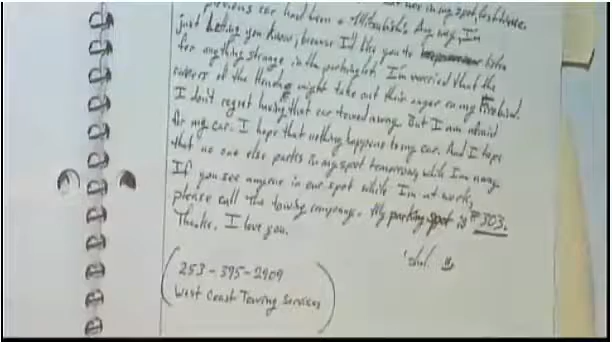 in my spot,
previous car had been a Mitsubishi. Anyway, I'm
just letting you know, because I'd like you to listen
for anything strange in the parking lot. I'm worried that the
owners of the Honda might take out their anger on my Firebird.
I don't regret having that car towed away. But I am afraid
for my car. I hope that nothing happens to my car. And I hope
that no one else parks in my spot tomorrow while I'm away.
If you see anyone in our spot while I'm at work,
please call the towing company. My parking spot is #303.
Thanks. I love you.
253-395-2909
West Coast Towing Services